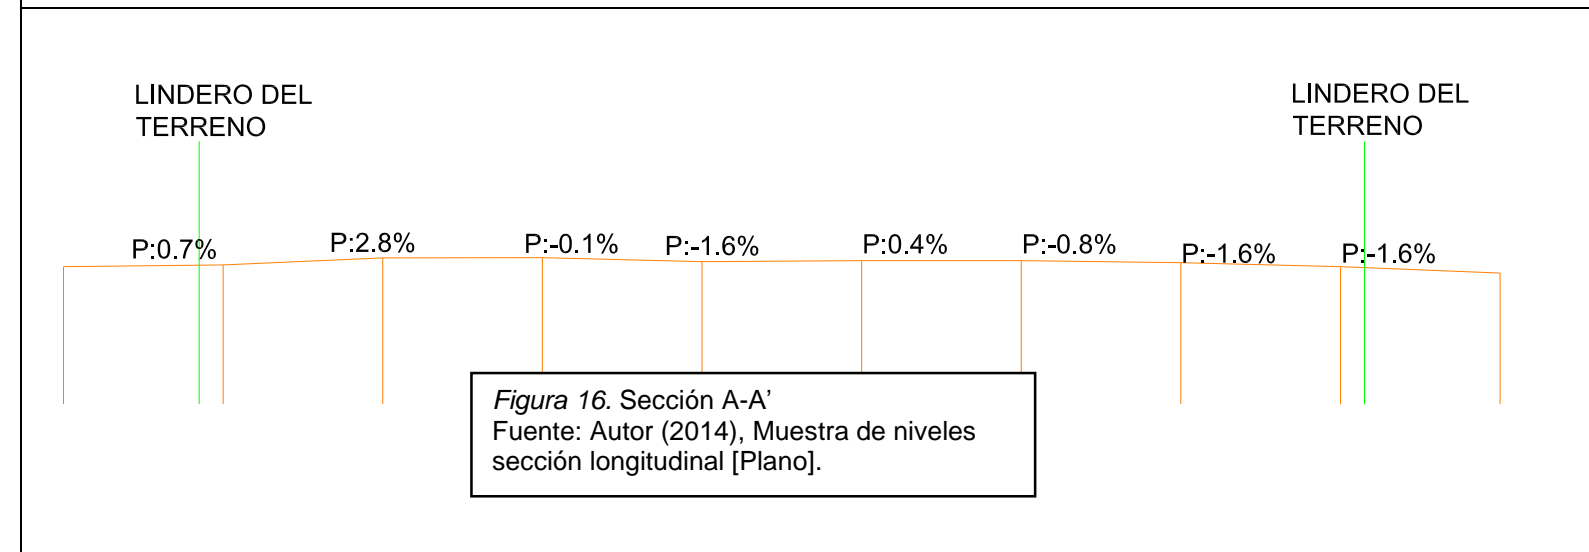 LINDERO DEL
TERRENO
LINDERO DEL
TERRENO
P:0.7%
P:2.8%
P:-0.1%
P:-1.6%
P:0.4%
P:-0.8%
P:-1.6%
P:-1.6%
Figura 16. Sección A-A’
Fuente: Autor (2014), Muestra de niveles
sección longitudinal [Plano].